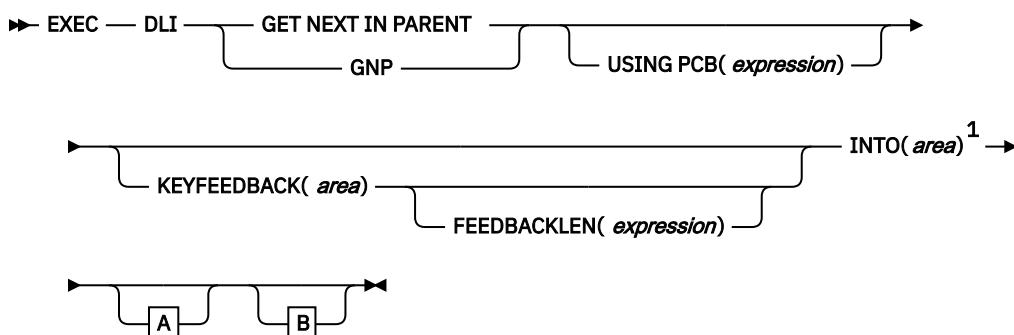 EXEC DLI GET NEXT IN PARENT
GNP
USING PCB( expression)
KEYFEEDBACK( area)
FEEDBACKLEN( expression)
INTO( area) 1
A B